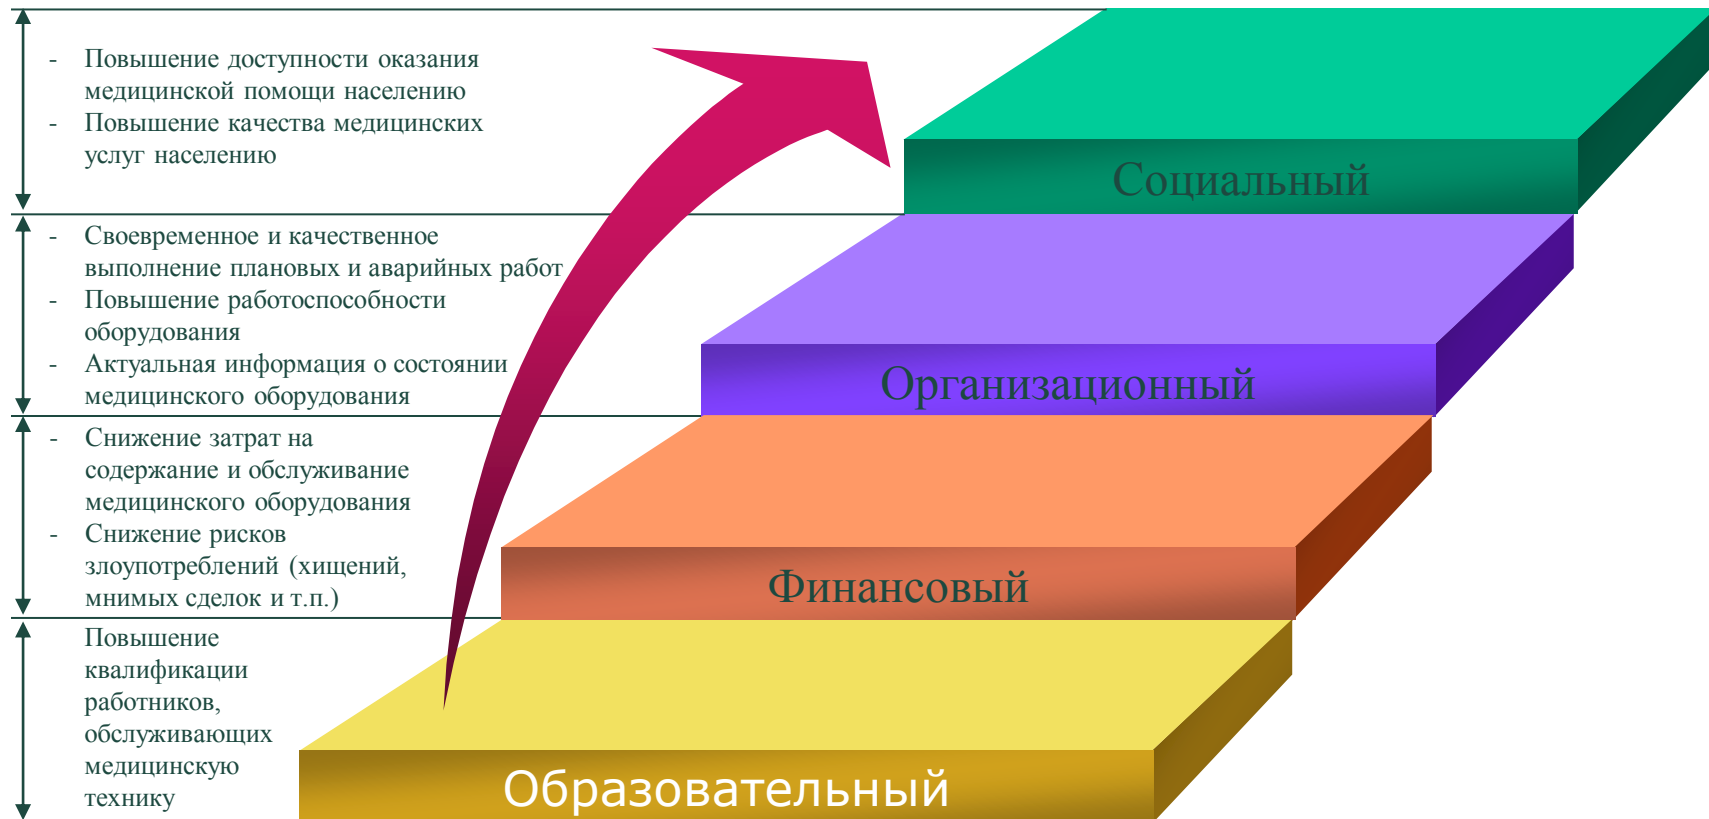 - Повышение доступности оказания
медицинской помощи населению
- Повышение качества медицинских
услуг населению
Социальный
- Своевременное и качественное
выполнение плановых и аварийных работ
- Повышение работоспособности
оборудования
- Актуальная информация о состоянии
медицинского оборудования
Организационный
- Снижение затрат на
содержание и обслуживание
медицинского оборудования
- Снижение рисков
злоупотреблений (хищений,
мнимых сделок и т.п.)
Финансовый
Повышение
квалификации
работников,
обслуживающих
медицинскую
технику
Образовательный